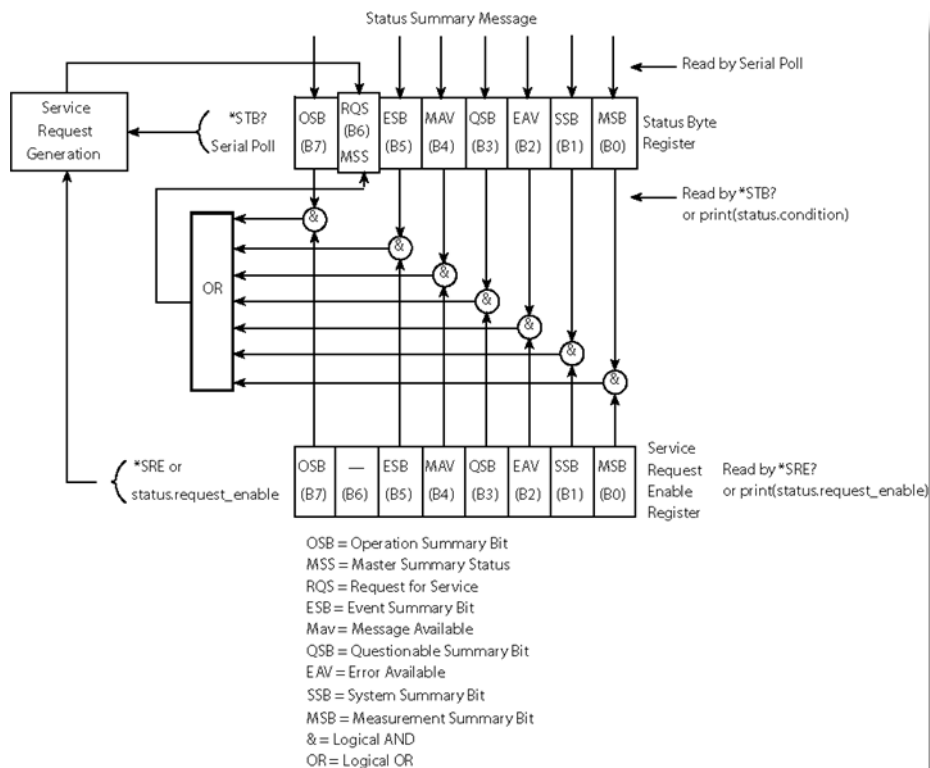 Status Summary Message
Read by Serial Poll
Service
Request
Generation
*STB?
Serial Poll
OSB
(B7)
RQS
(B6)
MSS
ESB
(B5)
MAV
(B4)
QSB
(B3)
EAV
(B2)
SSB
(B1)
MSB
(B0)
Status Byte
Register
Read by *STB?
or print(status.condition)
&
&
&
&
&
&
&
OR
*SRE or
status.request_enable
OSB
(B7)
—
(B6)
ESB
(B5)
MAV
(B4)
QSB
(B3)
EAV
(B2)
SSB
(B1)
MSB
(B0)
Service
Request
Enable
Register
Read by *SRE?
or print(status.request_enable)
OSB = Operation Summary Bit
MSS = Master Summary Status
RQS = Request for Service
ESB = Event Summary Bit
Mav = Message Available
QSB = Questionable Summary Bit
EAV = Error Available
SSB = System Summary Bit
MSB = Measurement Summary Bit
& = Logical AND
OR = Logical OR